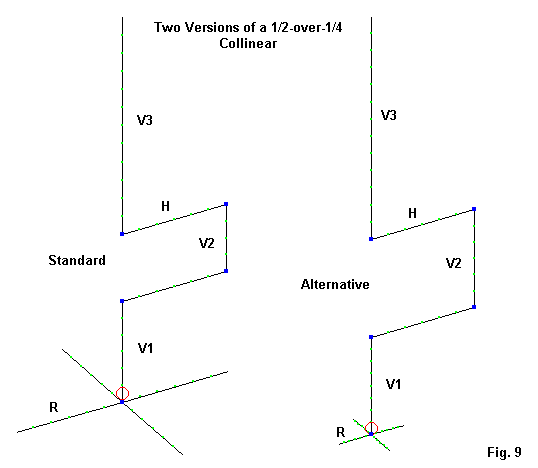 Two Versions of a 1/2-over-1/4
Collinear
V3
V3
H
H
V2
V2
Standard
Alternative
V1
V1
R
R
Fig. 9